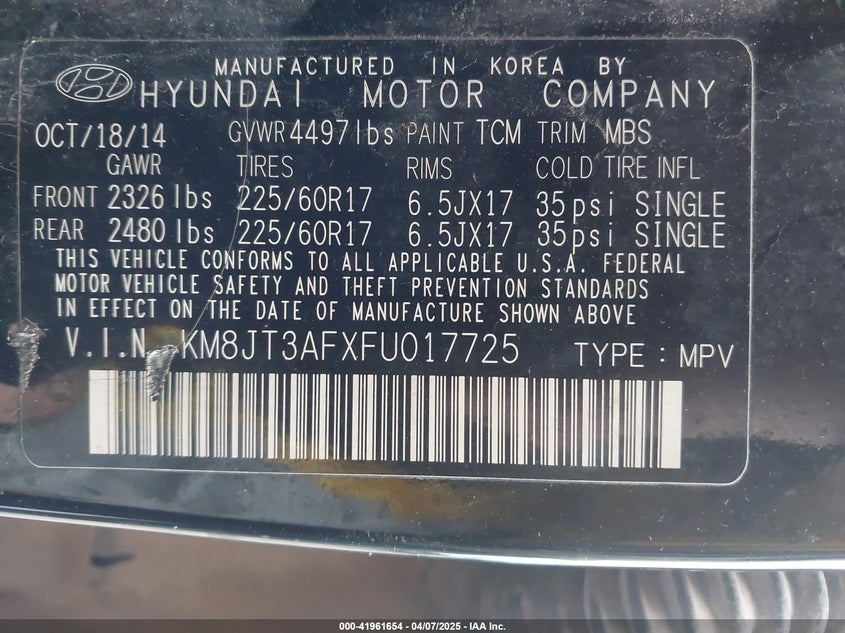 MANUFACTURED IN KOREA BY
HYUNDAI MOTOR COMPANY
OCT/18/14 GVWR 4497lbs PAINT TCM TRIM MBS
GAWR TIRES RIMS COLD TIRE INFL
FRONT 2326 lbs 225/60R17 6.5JX17 35psi SINGLE
REAR 2480 lbs 225/60R17 6.5JX17 35psi SINGLE
THIS VEHICLE CONFORMS TO ALL APPLICABLE U.S.A. FEDERAL
MOTOR VEHICLE SAFETY AND THEFT PREVENTION STANDARDS
IN EFFECT ON THE DATE OF MANUFACTURE SHOWN ABOVE
V.I.N. KM8JT3AFXFU017725 TYPE : MPV
000-41961654 - 04/07/2025 - IAA Inc.